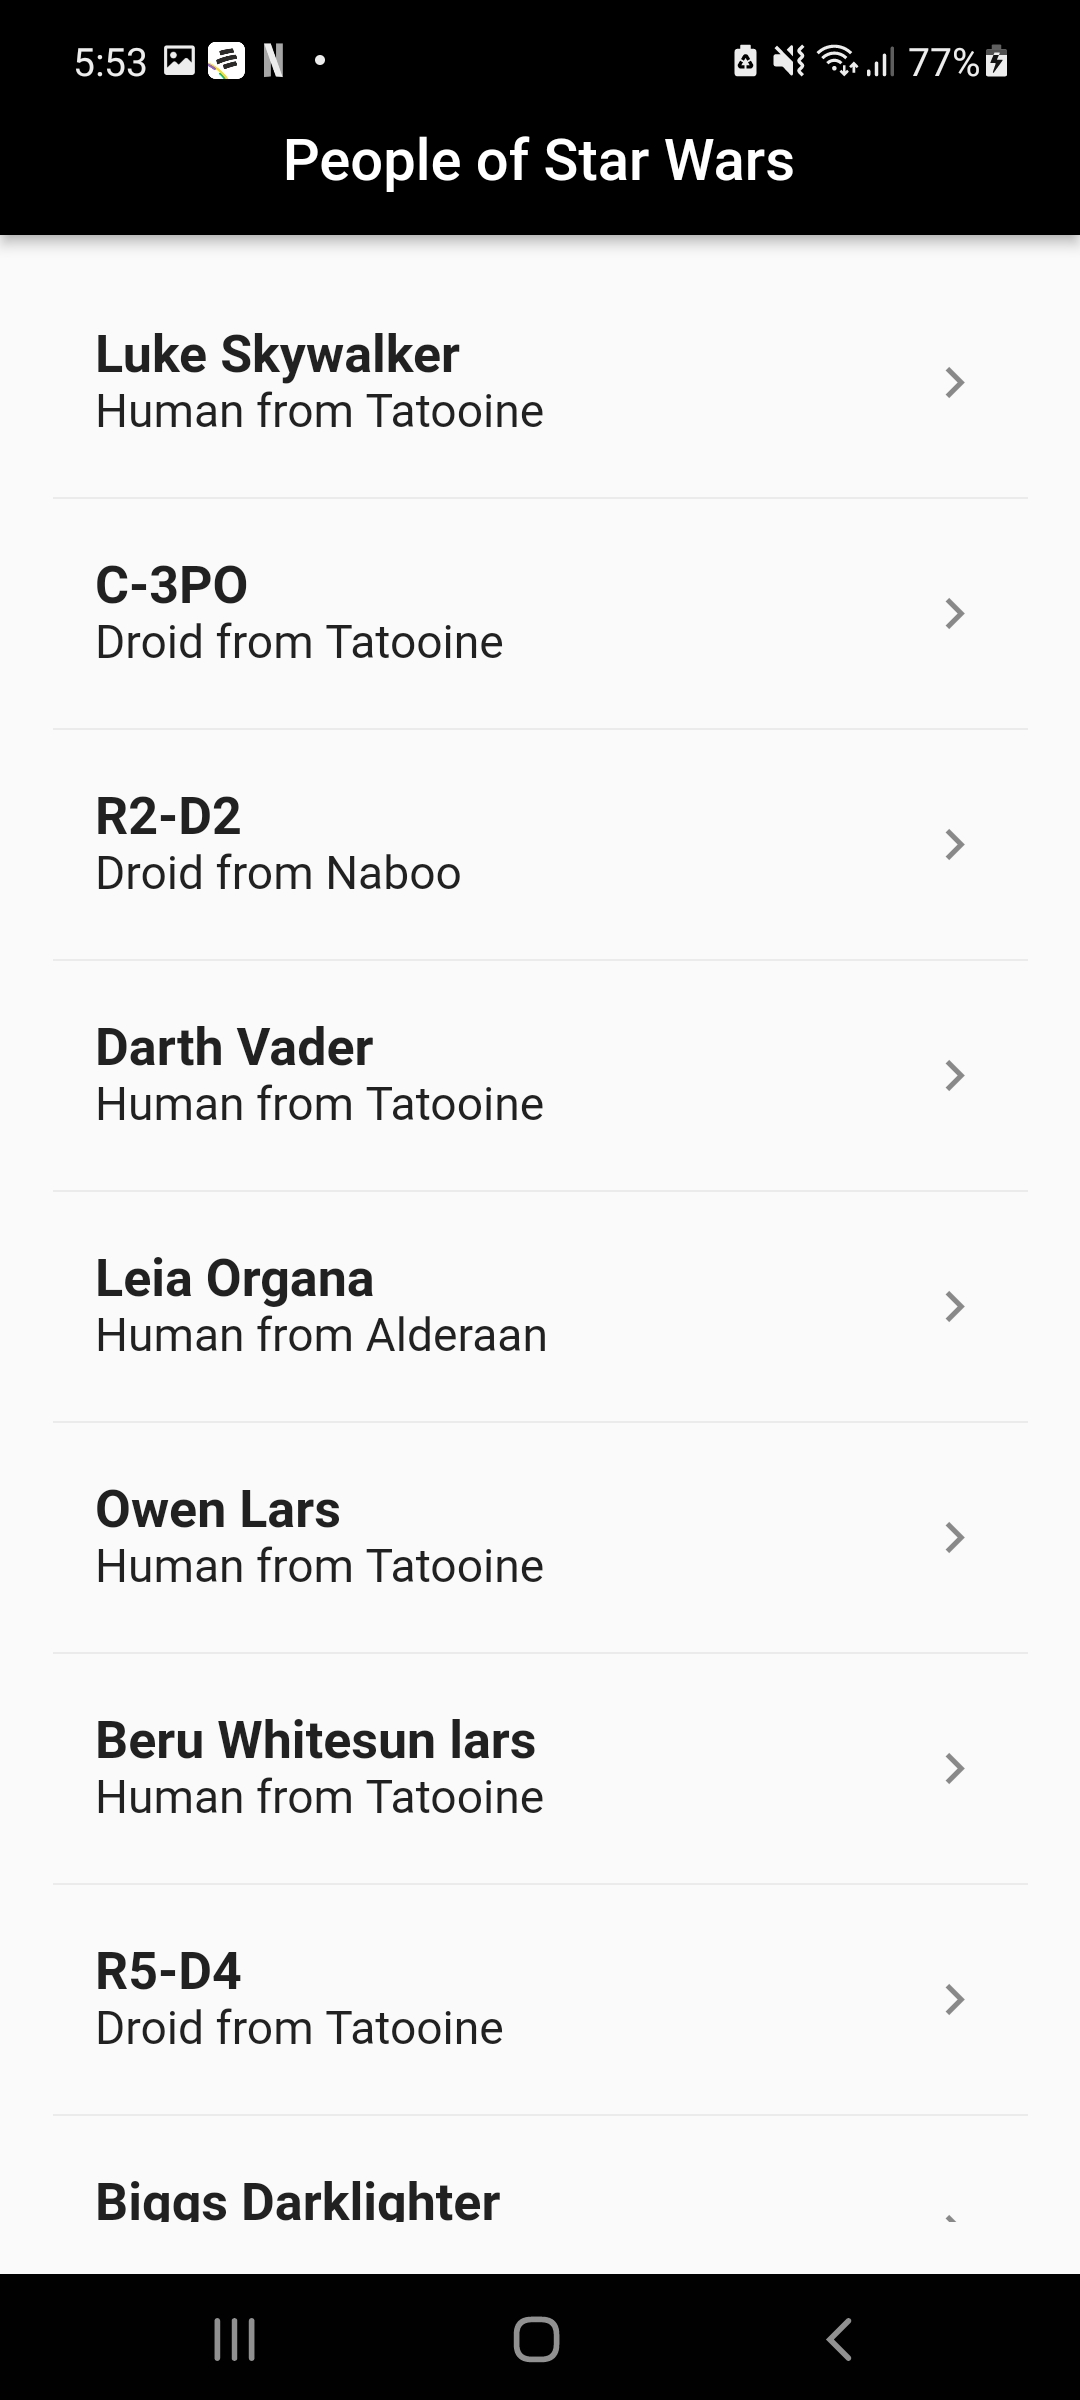 5:53 N 77%
People of Star Wars
Luke Skywalker
Human from Tatooine
C-3PO
Droid from Tatooine
R2-D2
Droid from Naboo
Darth Vader
Human from Tatooine
Leia Organa
Human from Alderaan
Owen Lars
Human from Tatooine
Beru Whitesun lars
Human from Tatooine
R5-D4
Droid from Tatooine
Biggs Darklighter